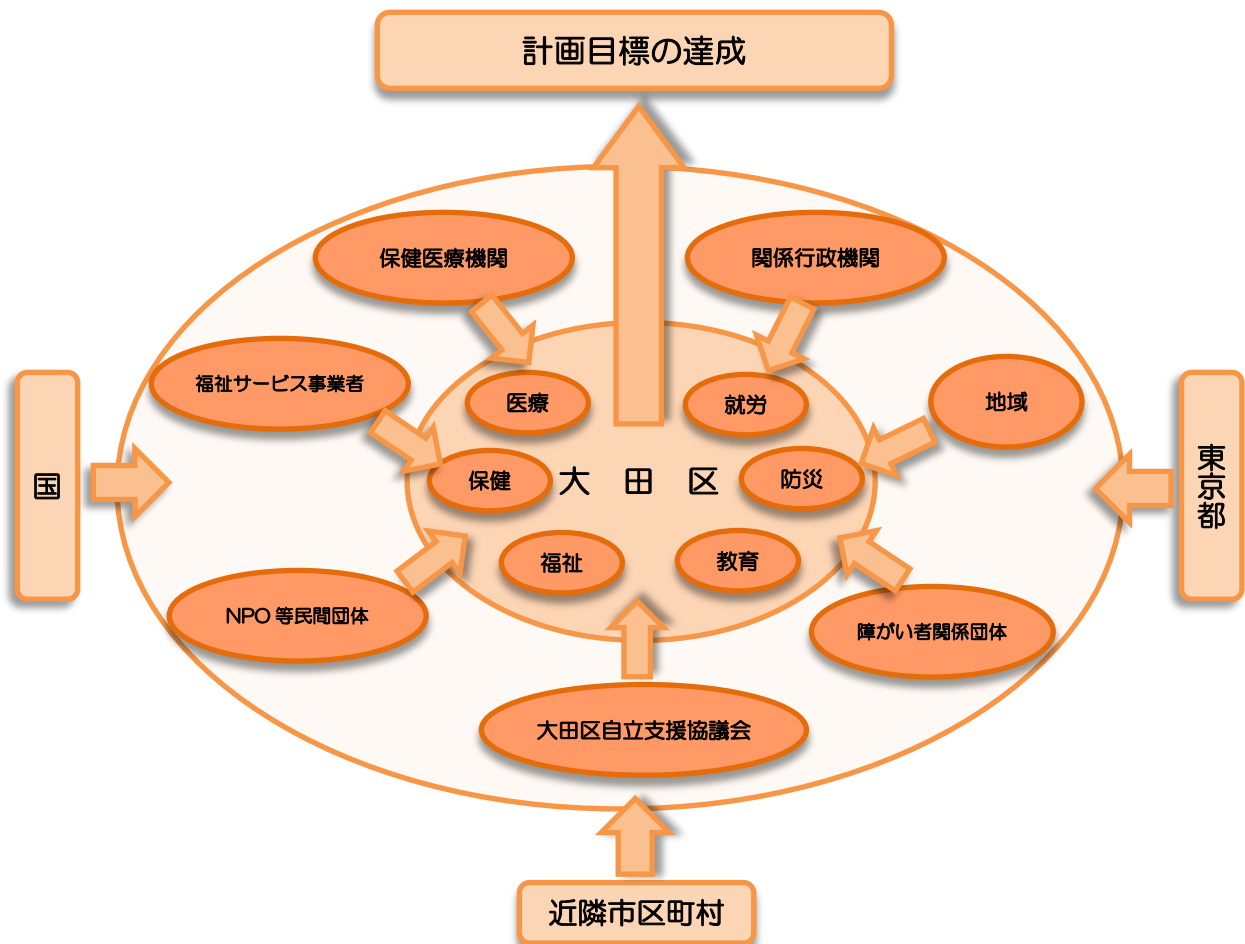 計画目標の達成
保健医療機関
関係行政機関
福祉サービス事業者
医療
就労
地域
国
保健
大田区
防災
東京都
福祉
教育
NPO 等民間団体
障がい者関係団体
大田区自立支援協議会
近隣市区町村